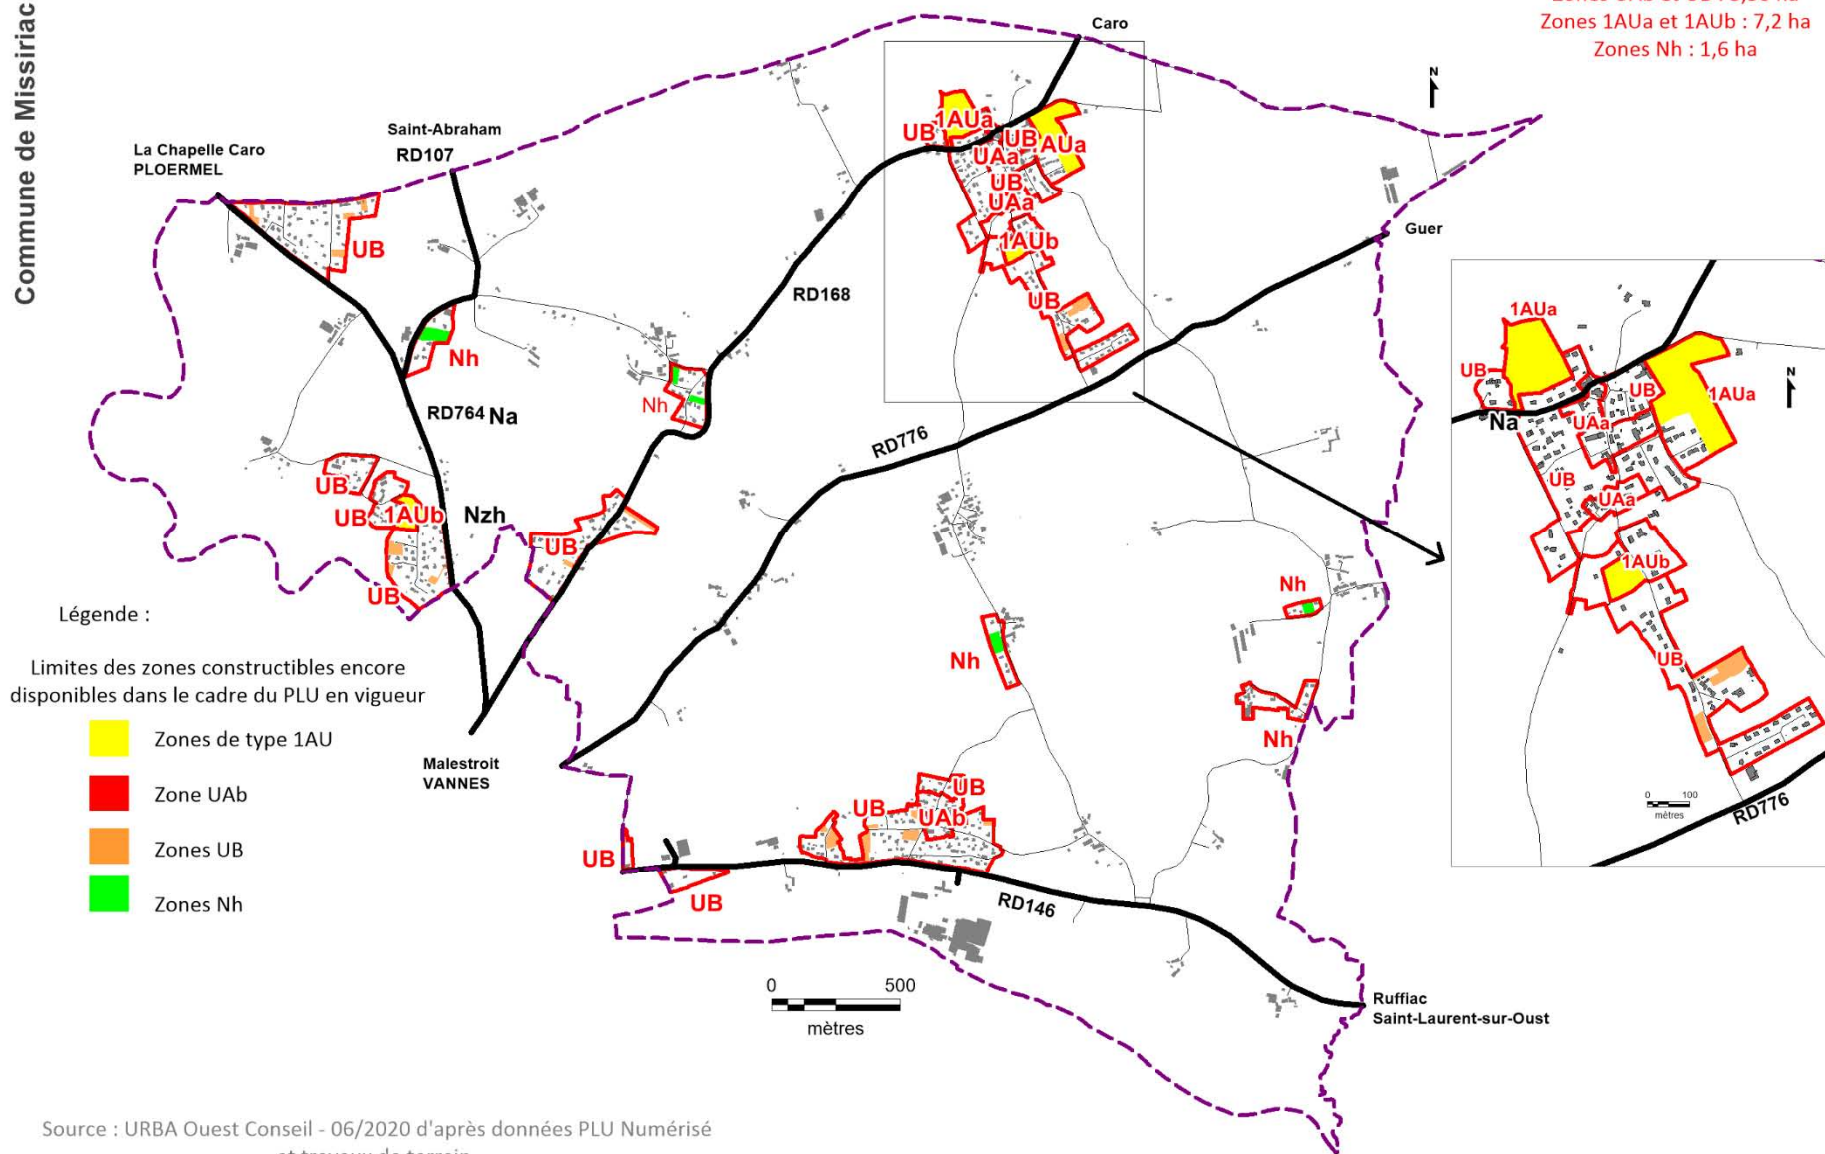 Commune de Missiriac
Zones 1AUa et 1AUb : 7,2 ha
Zones Nh : 1,6 ha
Caro
N
Saint-Abraham
RD107
La Chapelle Caro
PLOERMEL
UB
1AUa
UB
1AUa
UAa
UB
UAa
UB
1AUb
Guer
RD168
UB
Nh
Nh
RD764
Na
RD776
UB
UB
1AUb
Nzh
UB
UB
1AUa
UB
UB
1AUa
N
Na
UAa
UB
UAa
1AUb
UB
0 100
mètres
RD776
Nh
Nh
Nh
Légende :
Limites des zones constructibles encore
disponibles dans le cadre du PLU en vigueur
Zones de type 1AU
Zone UAb
Zones UB
Zones Nh
Malestroit
VANNES
UB
UB
UAb
UB
UB
RD146
0 500
mètres
Ruffiac
Saint-Laurent-sur-Oust
Source : URBA Ouest Conseil - 06/2020 d'après données PLU Numérisé